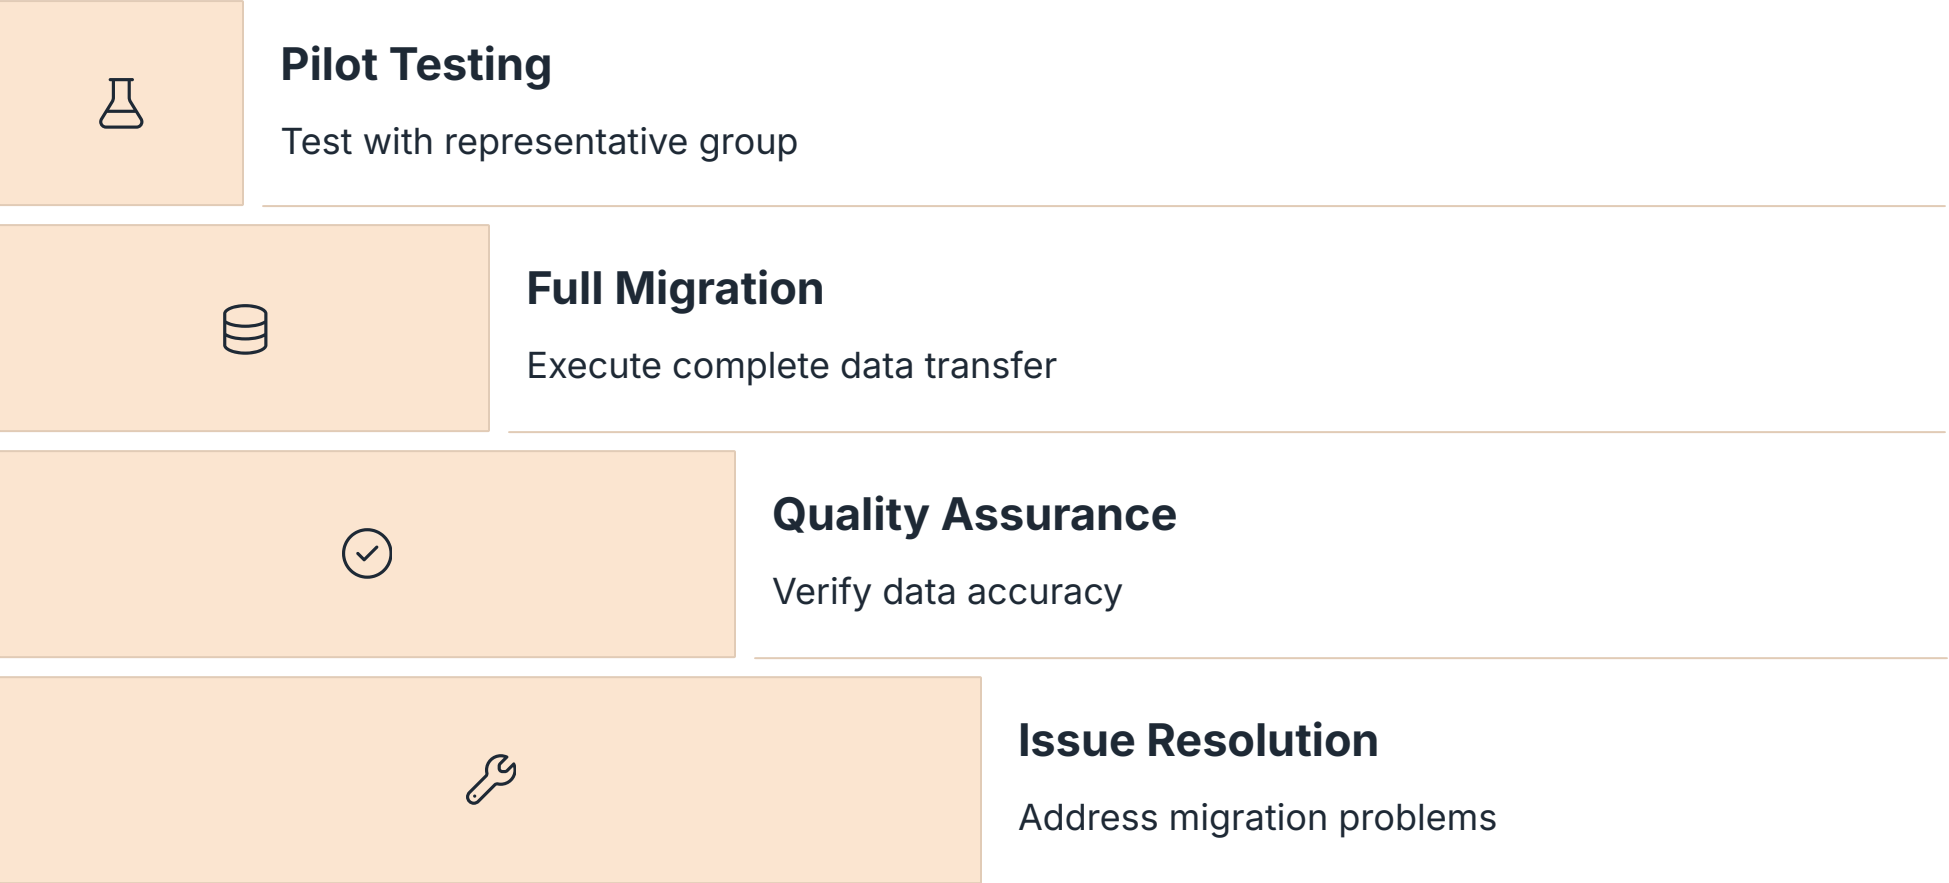 Pilot Testing
Test with representative group
Full Migration
Execute complete data transfer
Quality Assurance
Verify data accuracy
Issue Resolution
Address migration problems